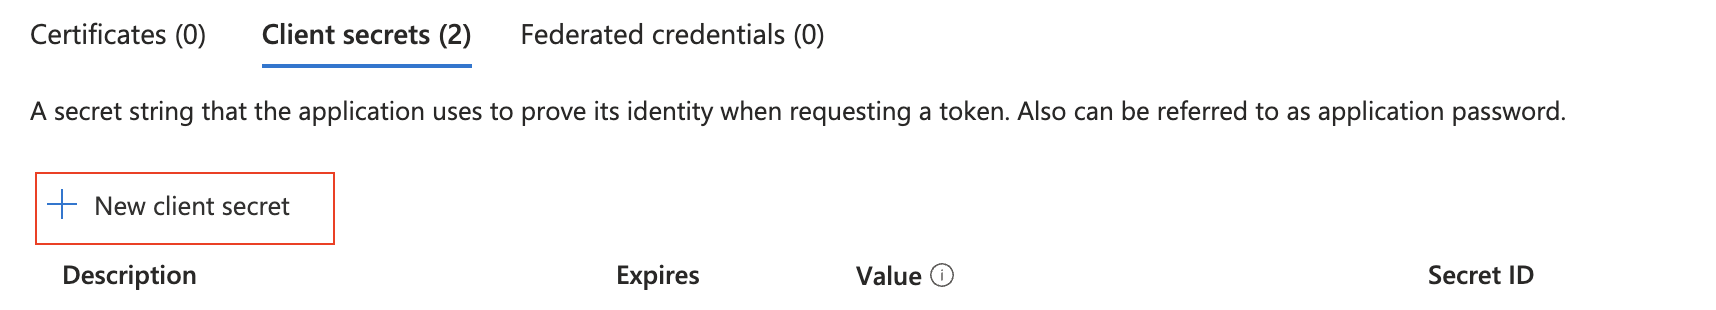 Certificates (0) Client secrets (2) Federated credentials (0)
A secret string that the application uses to prove its identity when requesting a token. Also can be referred to as application password.
New client secret
Description Expires Value Secret ID